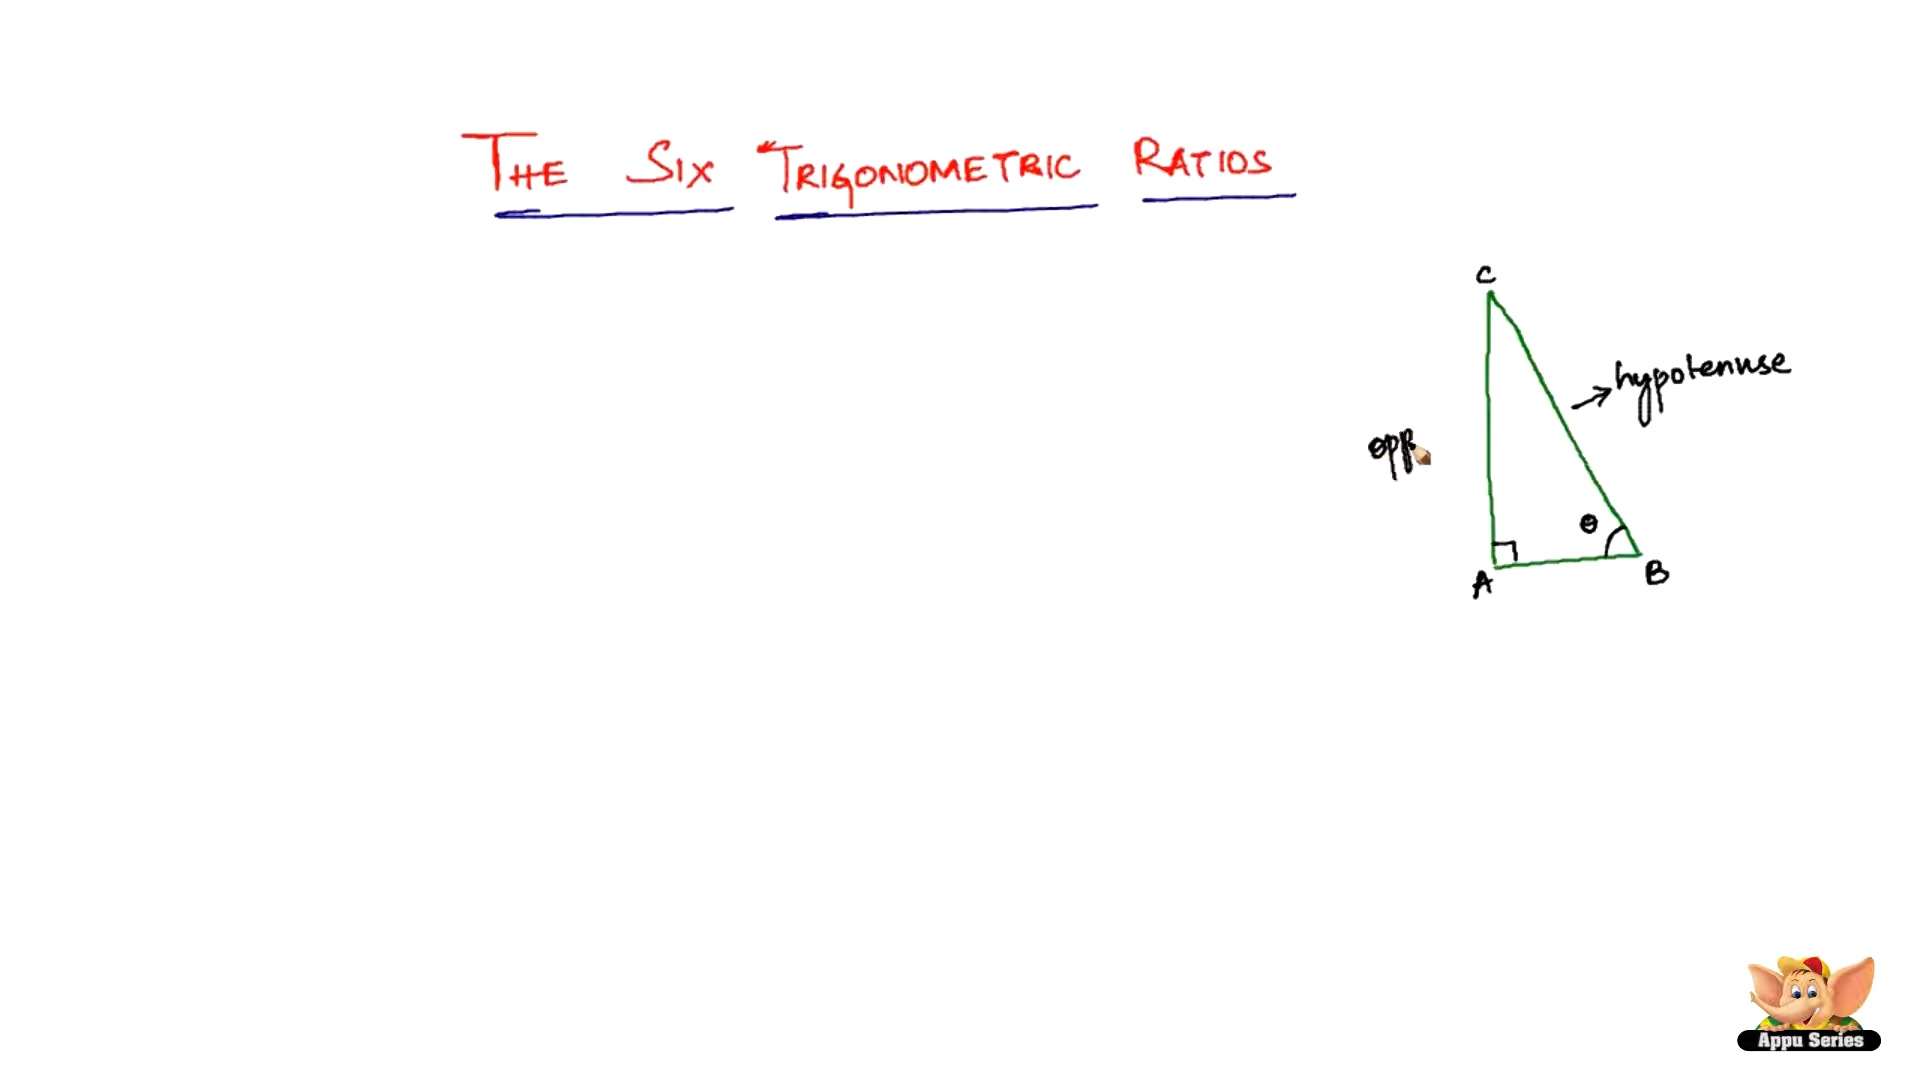 THE SIX TRIGONOMETRIC RATIOS
C
hypotenuse
opp
θ
A
B
Appu Series